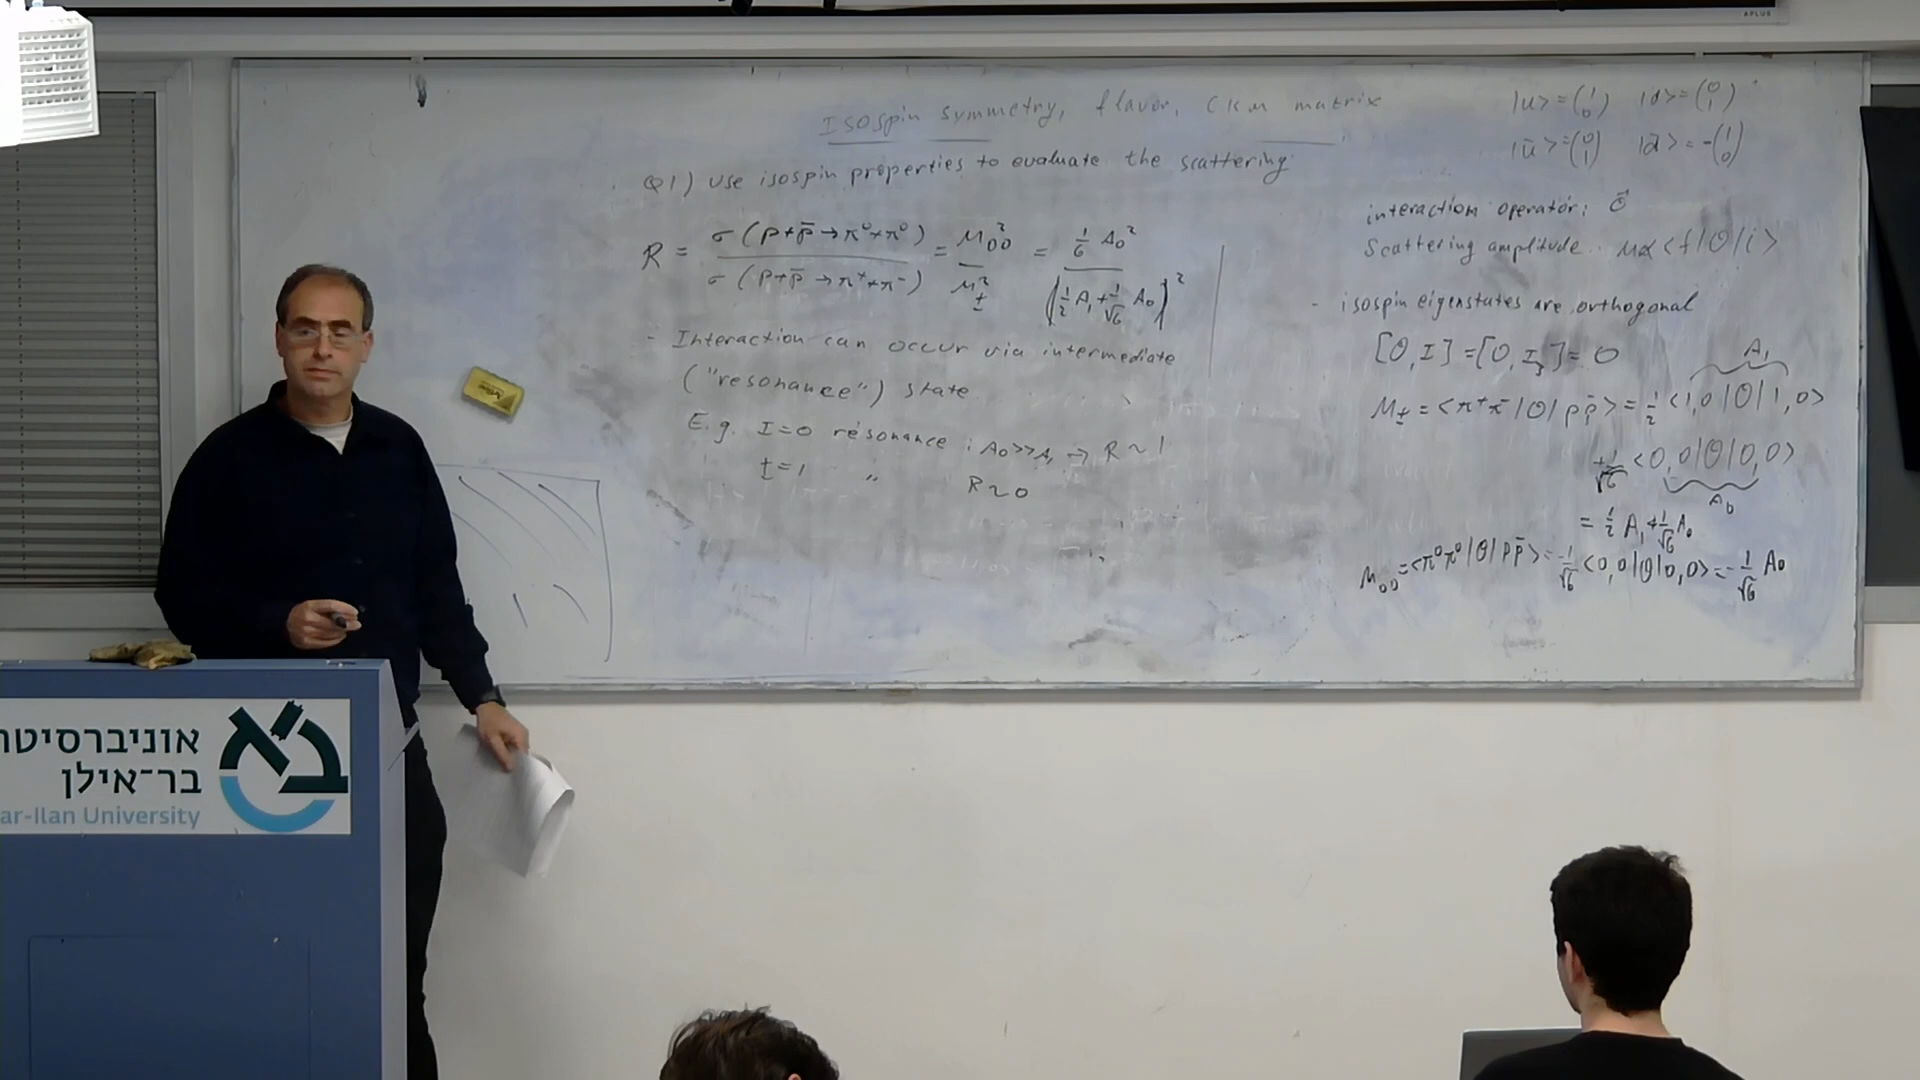 Isospin symmetry, flavor, CKM matrix
Q1) use isospin properties to evaluate the scattering
R = σ(p+p̄→π⁰+π⁰) / σ(p+p̄→π⁺+π⁻) = M₀₀² / M±² = 1/6 A₀² / (1/2 A₁ + 1/√6 A₀)²
- Interaction can occur via intermediate
("resonance") state
E.g. I=0 resonance: A₀>>A₁ → R~1
I=1 " R~0
|u>=(1 0) |d>=(0 1)
|ū>=(0 1) |d̄>=-(1 0)
interaction operator: O
Scattering amplitude: M∝<f|O|i>
- isospin eigenstates are orthogonal
[O,I]=[O,I₃]=0
A₁
M±=<π⁺π⁻|O|pp̄>=1/2<1,0|O|1,0>
+1/√6<0,0|O|0,0>
A₀
=1/2 A₁+1/√6 A₀
M₀₀=<π⁰π⁰|O|pp̄>=-1/√6<0,0|O|0,0>=-1/√6 A₀
אוניברסיטת
בר-אילן
ar-Ilan University
APLUS